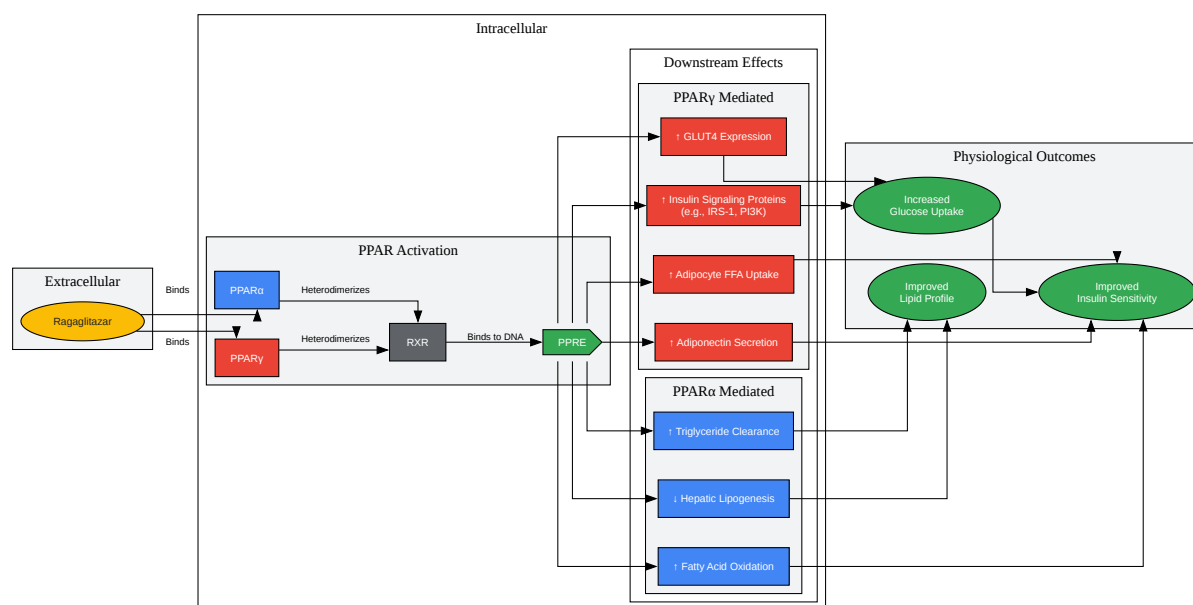 Intracellular
Downstream Effects
PPARγ Mediated
↑ GLUT4 Expression
Physiological Outcomes
↑ Insulin Signaling Proteins
(e.g., IRS-1, PI3K)
Increased
Glucose Uptake
PPAR Activation
Extracellular
Binds
PPARα
Heterodimerizes
↑ Adipocyte FFA Uptake
Improved
Lipid Profile
Improved
Insulin Sensitivity
Ragaglitazar
Binds
PPARγ
Heterodimerizes
RXR
Binds to DNA
PPRE
↑ Adiponectin Secretion
PPARα Mediated
↑ Triglyceride Clearance
↓ Hepatic Lipogenesis
↑ Fatty Acid Oxidation